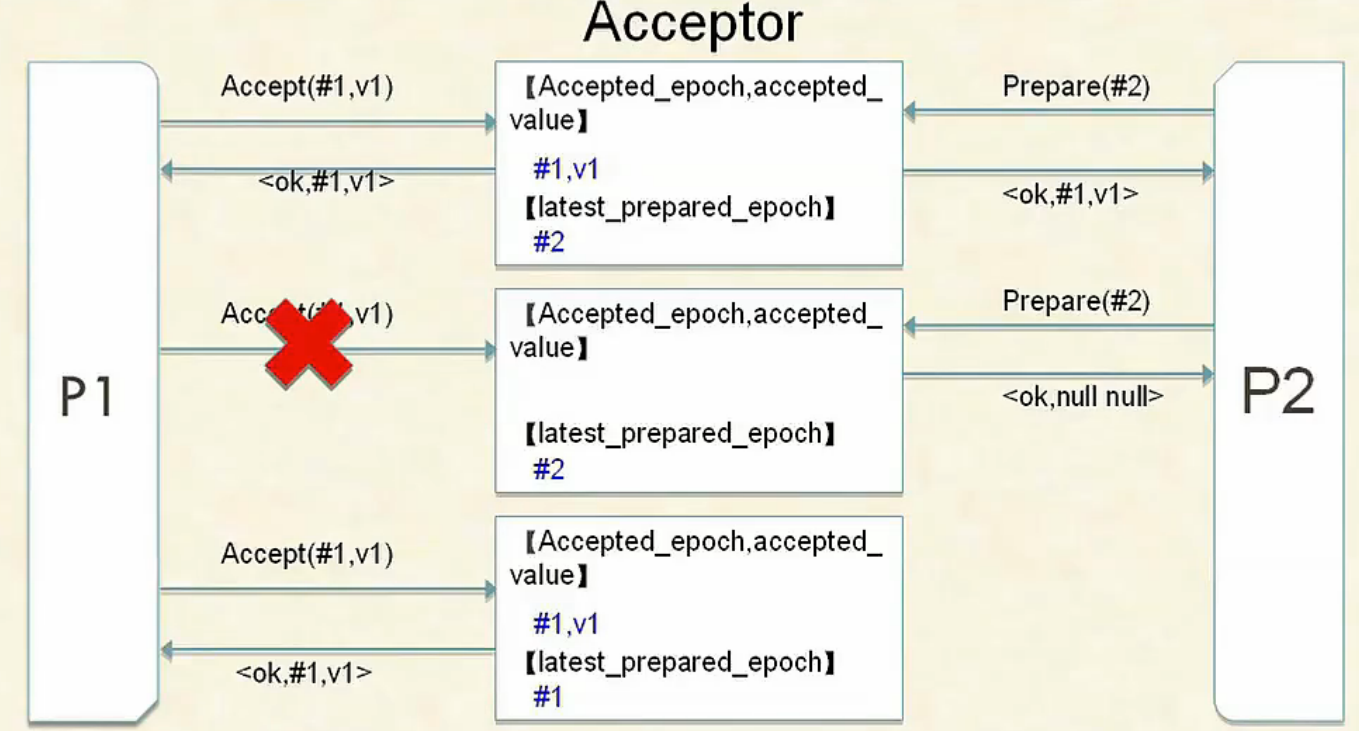 Acceptor
P1
Accept(#1,v1)
<ok,#1,v1>
【Accepted_epoch,accepted_
value】
#1,v1
【latest_prepared_epoch】
#2
Prepare(#2)
<ok,#1,v1>
,v1)
【Accepted_epoch,accepted_
value】
【latest_prepared_epoch】
#2
Prepare(#2)
<ok,null null>
Accept(#1,v1)
<ok,#1,v1>
【Accepted_epoch,accepted_
value】
#1,v1
【latest_prepared_epoch】
#1
P2